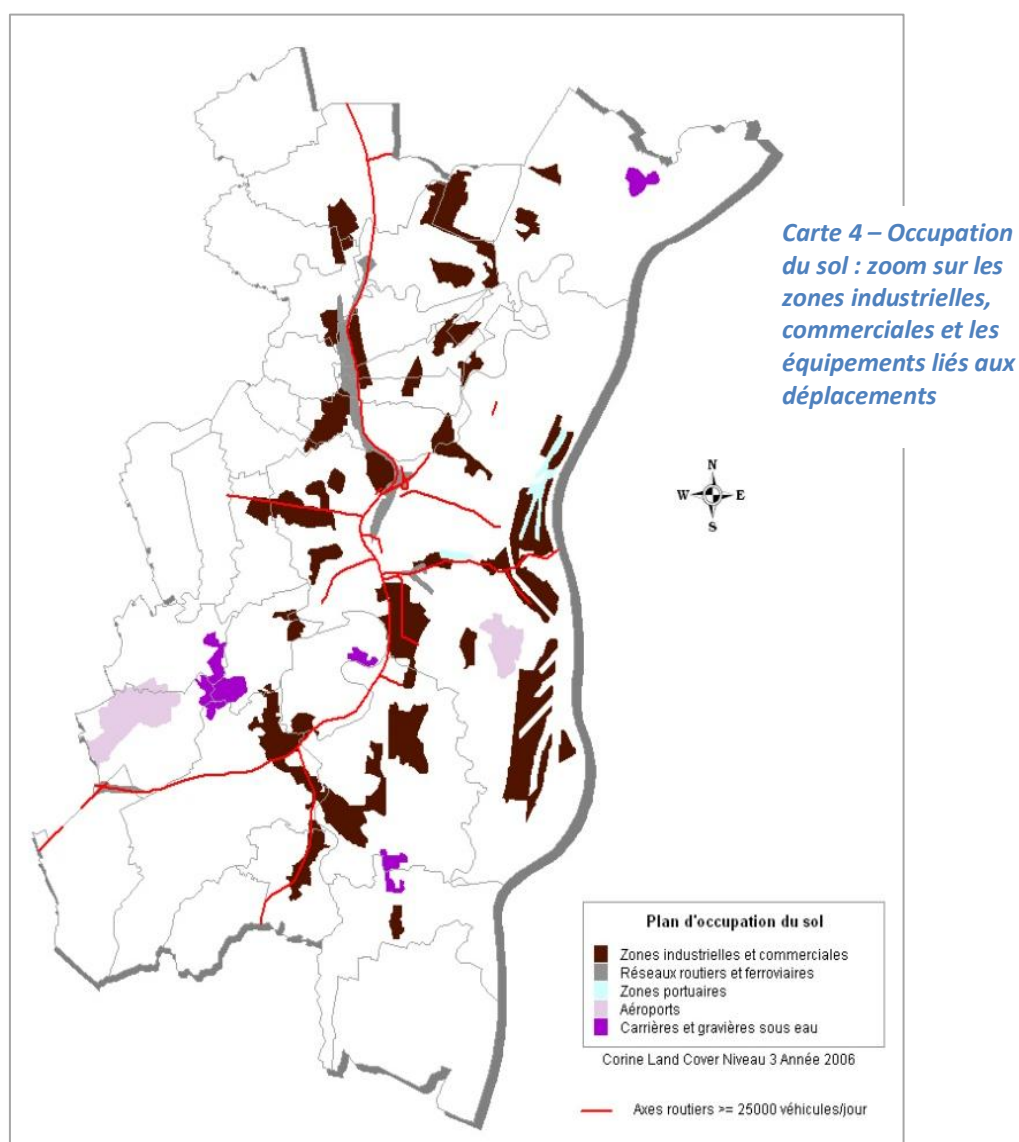 Carte 4 – Occupation
du sol : zoom sur les
zones industrielles,
commerciales et les
équipements liés aux
déplacements
N
W
E
S
Plan d'occupation du sol
Zones industrielles et commerciales
Réseaux routiers et ferroviaires
Zones portuaires
Aéroports
Carrières et gravières sous eau
Corine Land Cover Niveau 3 Année 2006
Axes routiers >= 25000 véhicules/jour